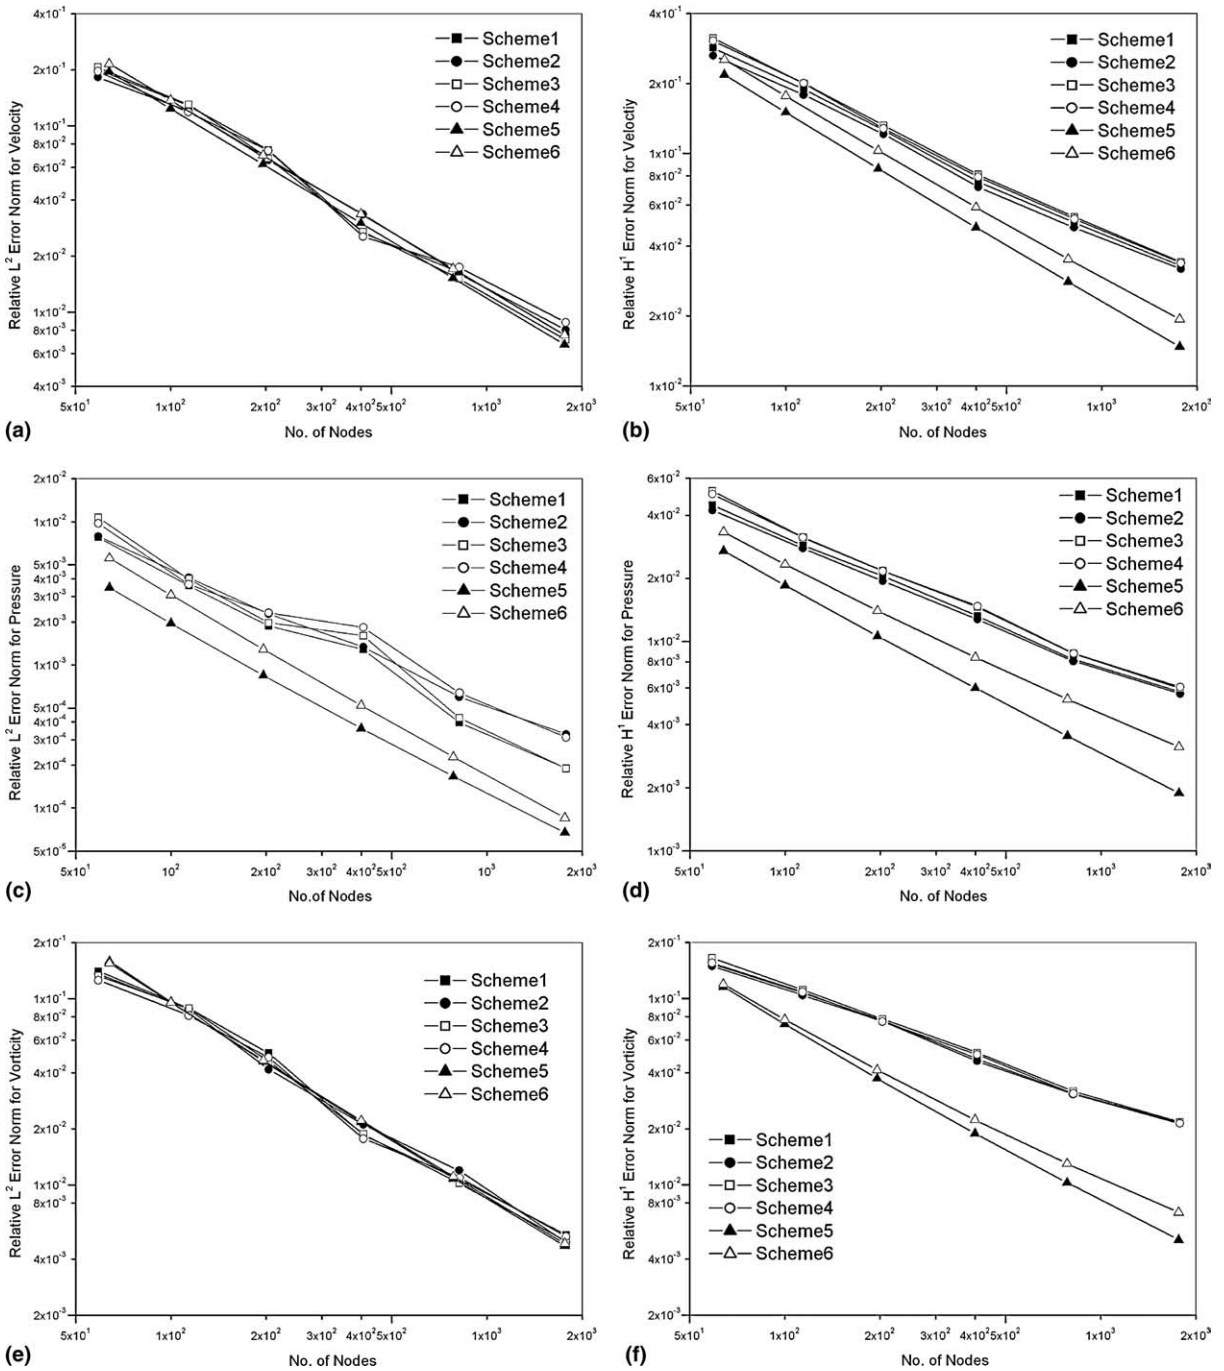 4x10⁻¹
2x10⁻¹
1x10⁻¹
8x10⁻²
6x10⁻²
4x10⁻²
2x10⁻²
1x10⁻²
8x10⁻³
6x10⁻³
4x10⁻³
Relative L² Error Norm for Velocity
Scheme1
Scheme2
Scheme3
Scheme4
Scheme5
Scheme6
5x10¹ 1x10² 2x10² 3x10² 4x10² 5x10² 1x10³ 2x10³
(a) No. of Nodes
4x10⁻¹
2x10⁻¹
1x10⁻¹
8x10⁻²
6x10⁻²
4x10⁻²
2x10⁻²
1x10⁻²
Relative H¹ Error Norm for Veloctiy
Scheme1
Scheme2
Scheme3
Scheme4
Scheme5
Scheme6
5x10¹ 1x10² 2x10² 3x10² 4x10² 5x10² 1x10³ 2x10³
(b) No. of Nodes
2x10⁻²
1x10⁻²
5x10⁻³
4x10⁻³
3x10⁻³
2x10⁻³
1x10⁻³
5x10⁻⁴
4x10⁻⁴
3x10⁻⁴
2x10⁻⁴
1x10⁻⁴
5x10⁻⁵
Relative L² Error Norm for Pressure
Scheme1
Scheme2
Scheme3
Scheme4
Scheme5
Scheme6
5x10¹ 10² 2x10² 3x10² 4x10² 5x10² 10³ 2x10³
(c) No.of Nodes
6x10⁻²
4x10⁻²
2x10⁻²
1x10⁻²
8x10⁻³
6x10⁻³
4x10⁻³
2x10⁻³
1x10⁻³
Relative H¹ Error Norm for Pressure
Scheme1
Scheme2
Scheme3
Scheme4
Scheme5
Scheme6
5x10¹ 1x10² 2x10² 3x10² 4x10² 5x10² 1x10³ 2x10³
(d) No. of Nodes
2x10⁻¹
1x10⁻¹
8x10⁻²
6x10⁻²
4x10⁻²
2x10⁻²
1x10⁻²
8x10⁻³
4x10⁻³
2x10⁻³
Relative L² Error Norm for Vorticity
Scheme1
Scheme2
Scheme3
Scheme4
Scheme5
Scheme6
5x10¹ 1x10² 2x10² 3x10² 4x10² 5x10² 1x10³ 2x10³
(e) No. of Nodes
2x10⁻¹
1x10⁻¹
8x10⁻²
6x10⁻²
4x10⁻²
2x10⁻²
1x10⁻²
8x10⁻³
4x10⁻³
2x10⁻³
Relative H¹ Error Norm for Vorticity
Scheme1
Scheme2
Scheme3
Scheme4
Scheme5
Scheme6
5x10¹ 1x10² 2x10² 3x10² 4x10² 5x10² 1x10³ 2x10³
(f) No. of Nodes